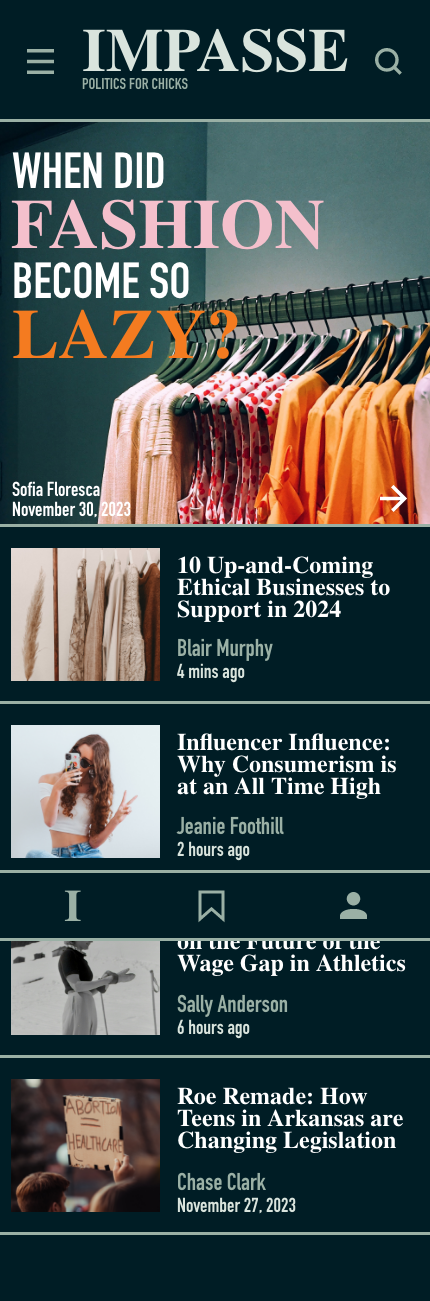 IMPASSE
POLITICS FOR CHICKS
WHEN DID
FASHION
BECOME SO
LAZY?
Sofia Floresca
November 30, 2023
10 Up-and-Coming
Ethical Businesses to
Support in 2024
Blair Murphy
4 mins ago
Influencer Influence:
Why Consumerism is
at an All Time High
Jeanie Foothill
2 hours ago
I
on the Future of the
Wage Gap in Athletics
Sally Anderson
6 hours ago
ABORTION
HEALTHCARE
Roe Remade: How
Teens in Arkansas are
Changing Legislation
Chase Clark
November 27, 2023